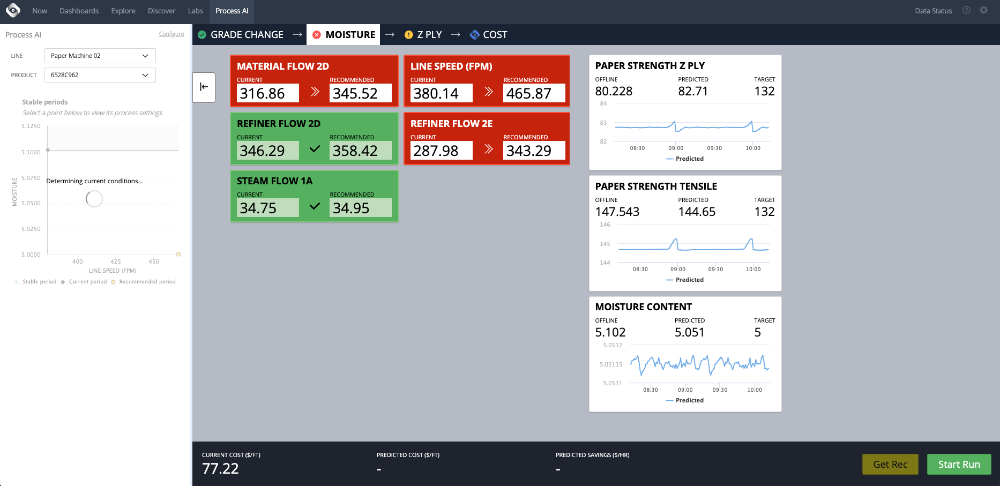 Now Dashboards Explore Discover Labs Process AI Data Status
Process AI Configure
LINE Paper Machine 02
PRODUCT 6528C962
Stable periods
Select a point below to view its process settings
5.1250
5.1000
5.0750
5.0500
5.0250
5.0000
MOISTURE
Determining current conditions...
400 425 450
LINE SPEED (FPM)
Stable period Current period Recommended period
GRADE CHANGE → MOISTURE → Z PLY → COST
MATERIAL FLOW 2D
CURRENT RECOMMENDED
316.86 345.52
LINE SPEED (FPM)
CURRENT RECOMMENDED
380.14 465.87
REFINER FLOW 2D
CURRENT RECOMMENDED
346.29 358.42
REFINER FLOW 2E
CURRENT RECOMMENDED
287.98 343.29
STEAM FLOW 1A
CURRENT RECOMMENDED
34.75 34.95
PAPER STRENGTH Z PLY
OFFLINE PREDICTED TARGET
80.228 82.71 132
84
83
82
08:30 09:00 09:30 10:00
Predicted
PAPER STRENGTH TENSILE
OFFLINE PREDICTED TARGET
147.543 144.65 132
146
145
144
08:30 09:00 09:30 10:00
Predicted
MOISTURE CONTENT
OFFLINE PREDICTED TARGET
5.102 5.051 5
5.0512
5.05115
5.0511
08:30 09:00 09:30 10:00
Predicted
CURRENT COST ($/FT) PREDICTED COST ($/FT) PREDICTED SAVINGS ($/HR)
77.22 - -
Get Rec Start Run